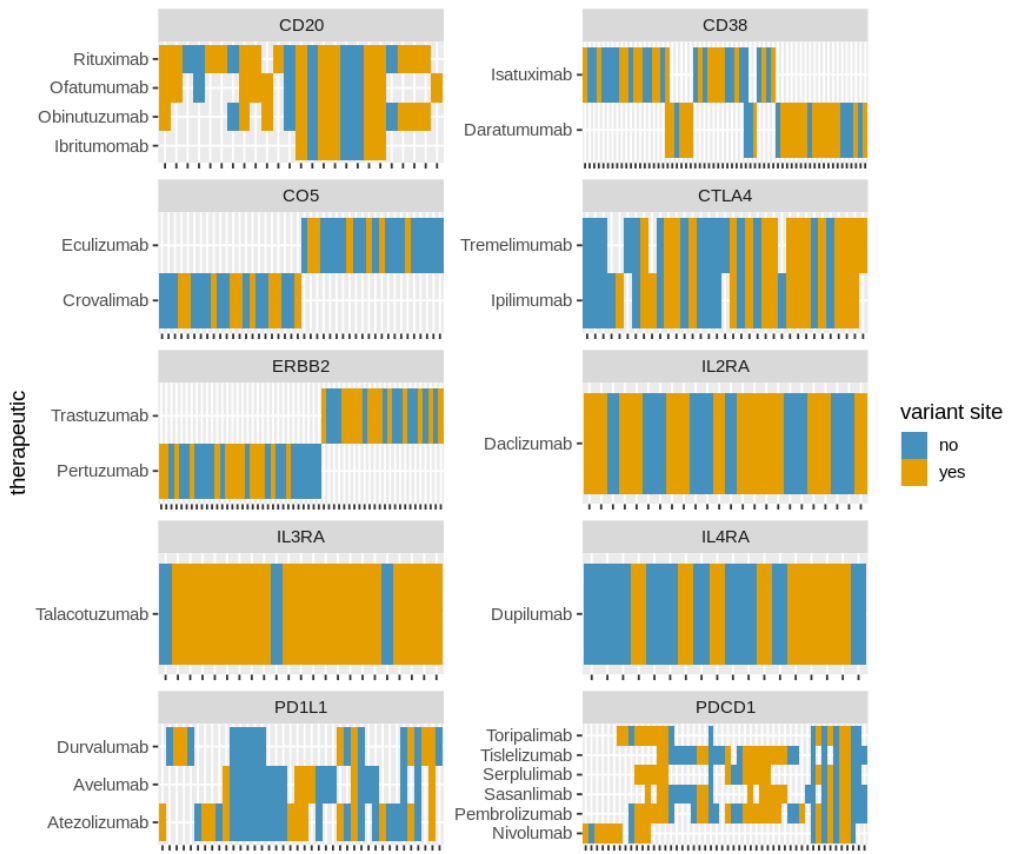 CD20
Rituximab
Ofatumumab
Obinutuzumab
Ibritumomab
CD38
Isatuximab
Daratumumab
CO5
Eculizumab
Crovalimab
CTLA4
Tremelimumab
Ipilimumab
ERBB2
Trastuzumab
Pertuzumab
IL2RA
Daclizumab
IL3RA
Talacotuzumab
IL4RA
Dupilumab
PD1L1
Durvalumab
Avelumab
Atezolizumab
PDCD1
Toripalimab
Tislelizumab
Serplulimab
Sasanlimab
Pembrolizumab
Nivolumab
therapeutic
variant site
no
yes